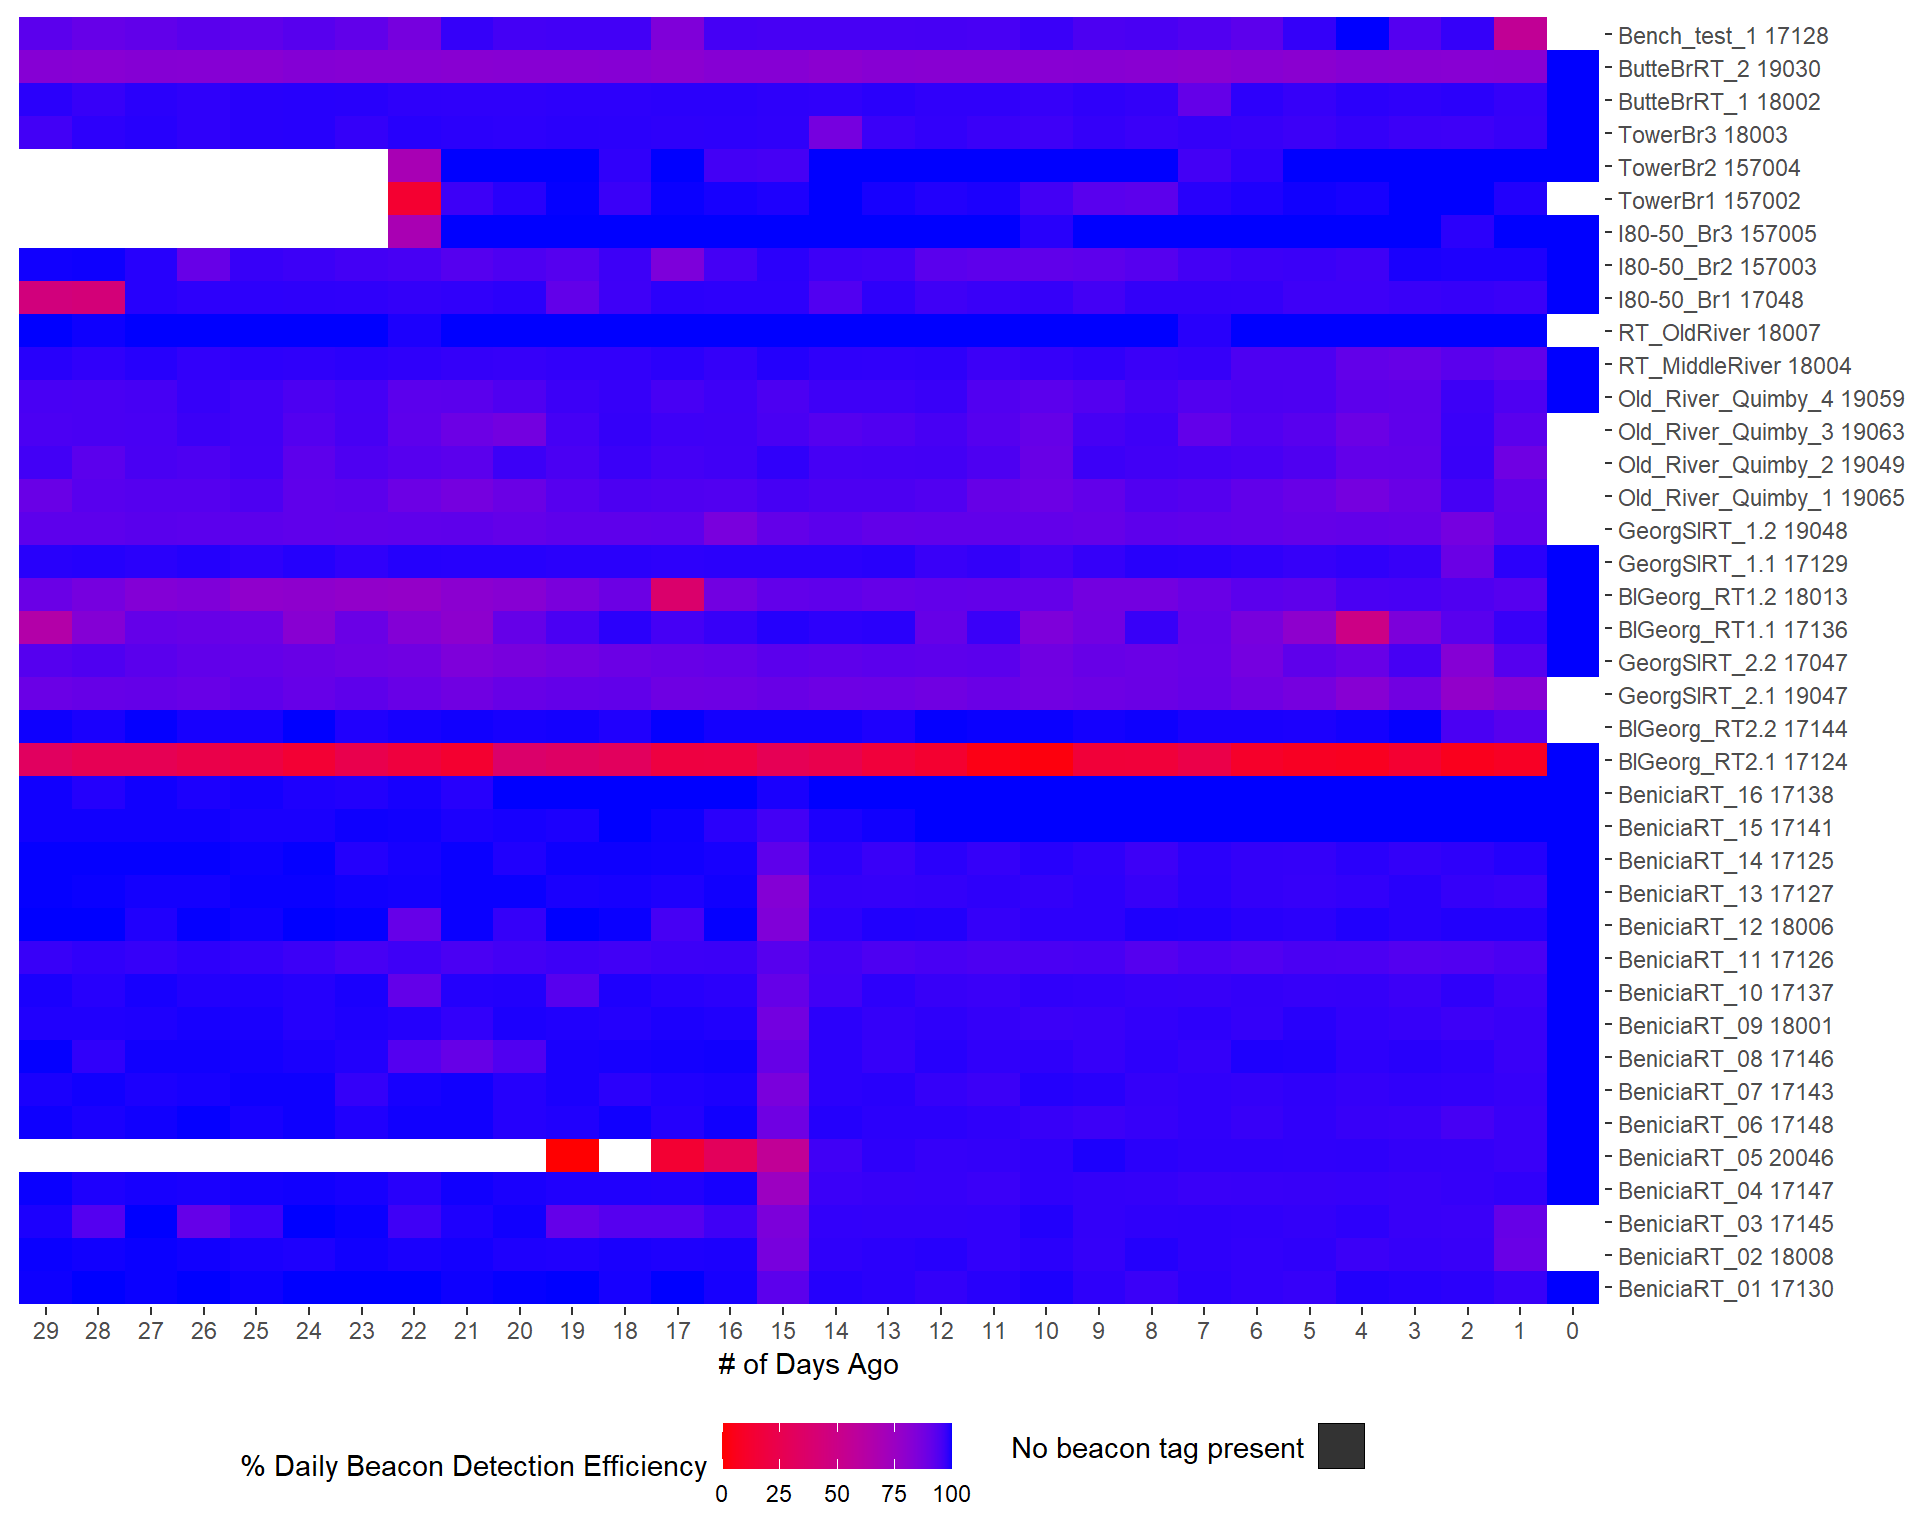 Bench_test_1 17128
ButteBrRT_2 19030
ButteBrRT_1 18002
TowerBr3 18003
TowerBr2 157004
TowerBr1 157002
I80-50_Br3 157005
I80-50_Br2 157003
I80-50_Br1 17048
RT_OldRiver 18007
RT_MiddleRiver 18004
Old_River_Quimby_4 19059
Old_River_Quimby_3 19063
Old_River_Quimby_2 19049
Old_River_Quimby_1 19065
GeorgSlRT_1.2 19048
GeorgSlRT_1.1 17129
BlGeorg_RT1.2 18013
BlGeorg_RT1.1 17136
GeorgSlRT_2.2 17047
GeorgSlRT_2.1 19047
BlGeorg_RT2.2 17144
BlGeorg_RT2.1 17124
BeniciaRT_16 17138
BeniciaRT_15 17141
BeniciaRT_14 17125
BeniciaRT_13 17127
BeniciaRT_12 18006
BeniciaRT_11 17126
BeniciaRT_10 17137
BeniciaRT_09 18001
BeniciaRT_08 17146
BeniciaRT_07 17143
BeniciaRT_06 17148
BeniciaRT_05 20046
BeniciaRT_04 17147
BeniciaRT_03 17145
BeniciaRT_02 18008
BeniciaRT_01 17130
29 28 27 26 25 24 23 22 21 20 19 18 17 16 15 14 13 12 11 10 9 8 7 6 5 4 3 2 1 0
# of Days Ago
% Daily Beacon Detection Efficiency
0 25 50 75 100
No beacon tag present